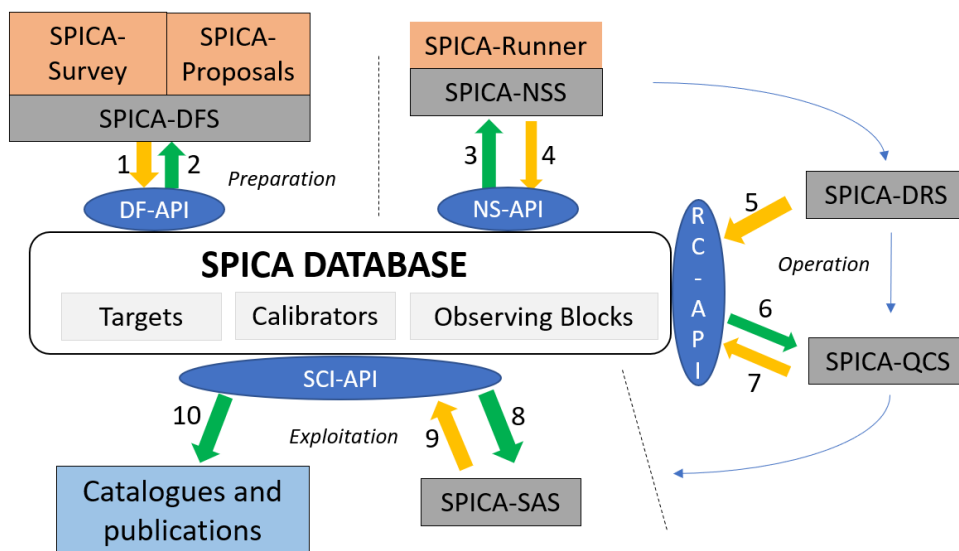 SPICA-
Survey
SPICA-
Proposals
SPICA-DFS
1
2
Preparation
DF-API
SPICA-Runner
SPICA-NSS
3
4
NS-API
SPICA DATABASE
Targets
Calibrators
Observing Blocks
RC-API
5
SPICA-DRS
Operation
6
7
SPICA-QCS
SCI-API
10
Exploitation
9
8
Catalogues and
publications
SPICA-SAS